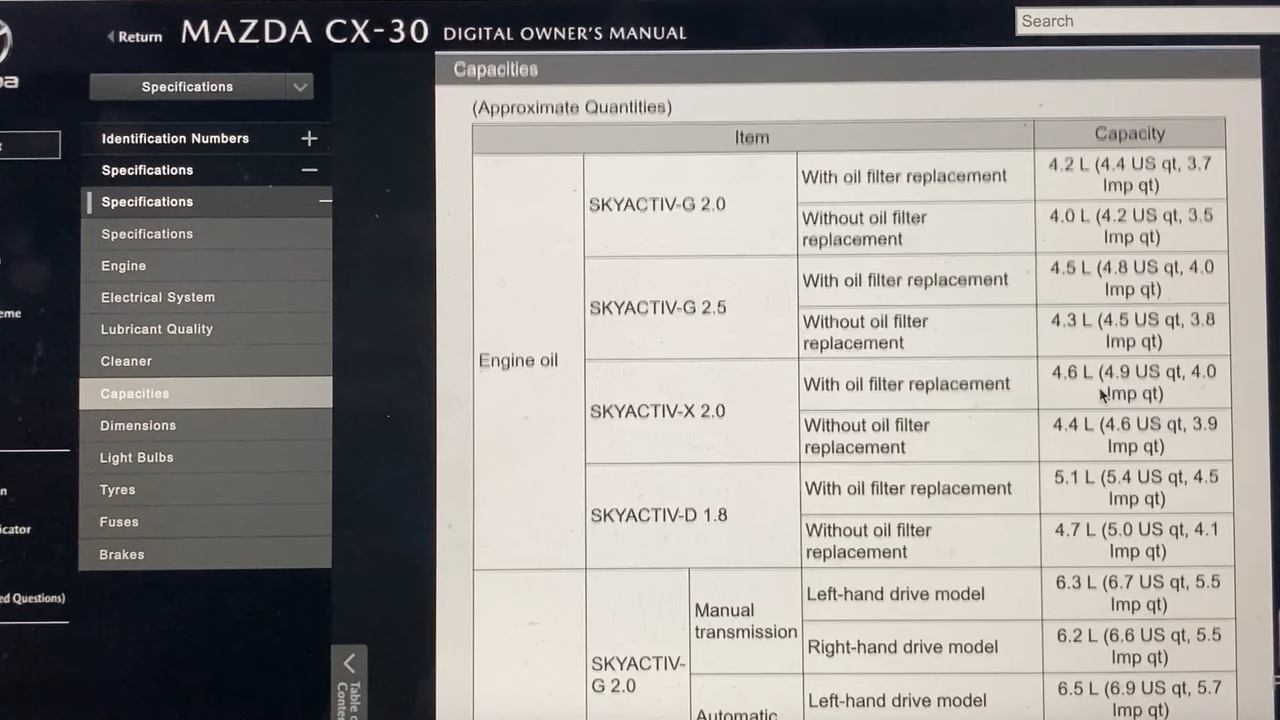 Return
MAZDA CX-30 DIGITAL OWNER'S MANUAL
Search
Specifications
Identification Numbers
Specifications
Specifications
Specifications
Engine
Electrical System
Lubricant Quality
Cleaner
Capacities
Dimensions
Light Bulbs
Tyres
Fuses
Brakes
ed Questions)
Capacities
(Approximate Quantities)
Item
Capacity
Engine oil
SKYACTIV-G 2.0
With oil filter replacement
4.2 L (4.4 US qt, 3.7
Imp qt)
Without oil filter
replacement
4.0 L (4.2 US qt, 3.5
Imp qt)
SKYACTIV-G 2.5
With oil filter replacement
4.5 L (4.8 US qt, 4.0
Imp qt)
Without oil filter
replacement
4.3 L (4.5 US qt, 3.8
Imp qt)
SKYACTIV-X 2.0
With oil filter replacement
4.6 L (4.9 US qt, 4.0
Imp qt)
Without oil filter
replacement
4.4 L (4.6 US qt, 3.9
Imp qt)
SKYACTIV-D 1.8
With oil filter replacement
5.1 L (5.4 US qt, 4.5
Imp qt)
Without oil filter
replacement
4.7 L (5.0 US qt, 4.1
Imp qt)
SKYACTIV-
G 2.0
Manual
transmission
Left-hand drive model
6.3 L (6.7 US qt, 5.5
Imp qt)
Right-hand drive model
6.2 L (6.6 US qt, 5.5
Imp qt)
Automatic
Left-hand drive model
6.5 L (6.9 US qt, 5.7
Imp qt)